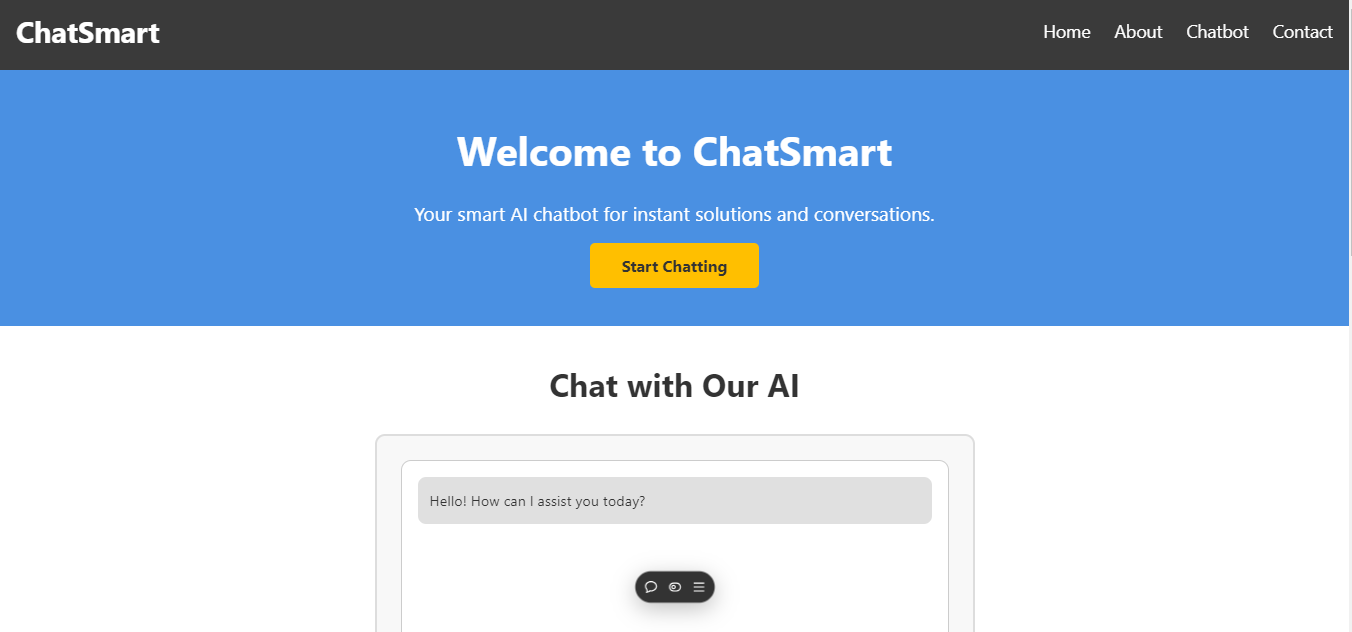 ChatSmart
Home About Chatbot Contact
Welcome to ChatSmart
Your smart AI chatbot for instant solutions and conversations.
Start Chatting
Chat with Our AI
Hello! How can I assist you today?